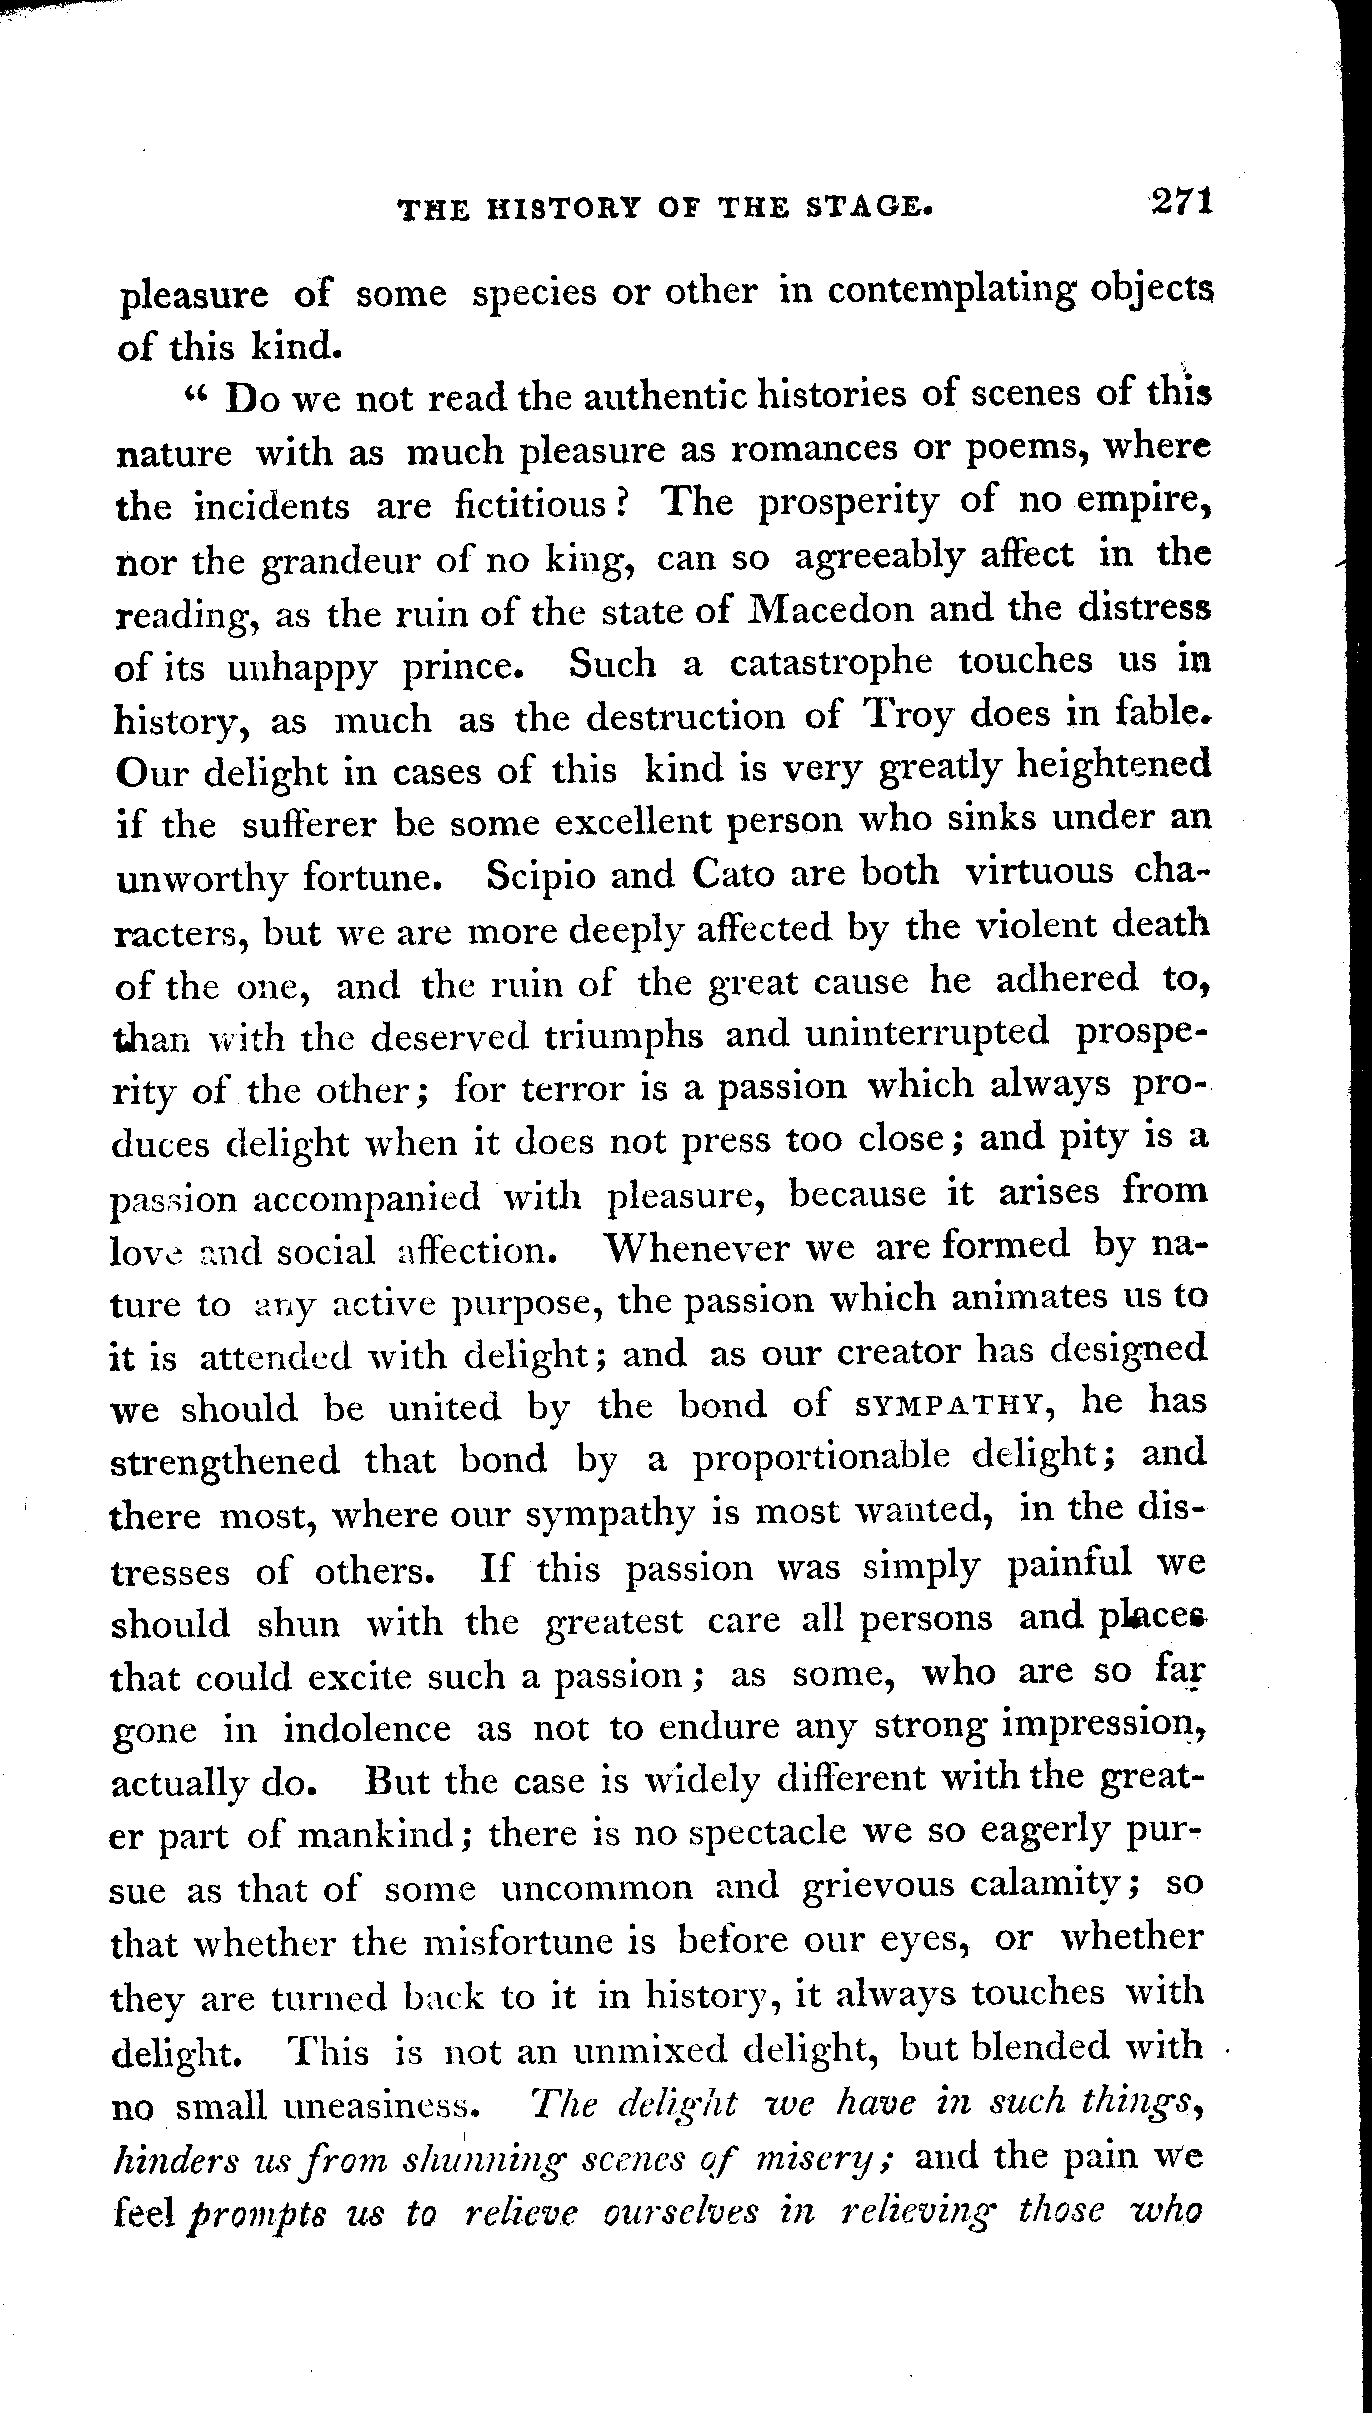 THE HISTORY OF THE STAGE. 271
pleasure of some species or other in contemplating objects
of this kind.
“ Do we not read the authentic histories of scenes of this
nature with as much pleasure as romances or poems, where
the incidents are fictitious ? The prosperity of no empire,
nor the grandeur of no king, can so agreeably affect in the
reading, as the ruin of the state of Macedon and the distress
of its unhappy prince. Such a catastrophe touches us in
history, as much as the destruction of Troy does in fable.
Our delight in cases of this kind is very greatly heightened
if the sufferer be some excellent person who sinks under an
unworthy fortune. Scipio and Cato are both virtuous cha-
racters, but we are more deeply affected by the violent death
of the one, and the ruin of the great cause he adhered to,
than with the deserved triumphs and uninterrupted prospe-
rity of the other; for terror is a passion which always pro-
duces delight when it does not press too close; and pity is a
passion accompanied with pleasure, because it arises from
love and social affection. Whenever we are formed by na-
ture to any active purpose, the passion which animates us to
it is attended with delight; and as our creator has designed
we should be united by the bond of SYMPATHY, he has
strengthened that bond by a proportionable delight; and
there most, where our sympathy is most wanted, in the dis-
tresses of others. If this passion was simply painful we
should shun with the greatest care all persons and places
that could excite such a passion ; as some, who are so far
gone in indolence as not to endure any strong impression,
actually do. But the case is widely different with the great-
er part of mankind; there is no spectacle we so eagerly pur-
sue as that of some uncommon and grievous calamity; so
that whether the misfortune is before our eyes, or whether
they are turned back to it in history, it always touches with
delight. This is not an unmixed delight, but blended with
no small uneasiness. The delight we have in such things,
hinders us from shunning scenes of misery; and the pain we
feel prompts us to relieve ourselves in relieving those who